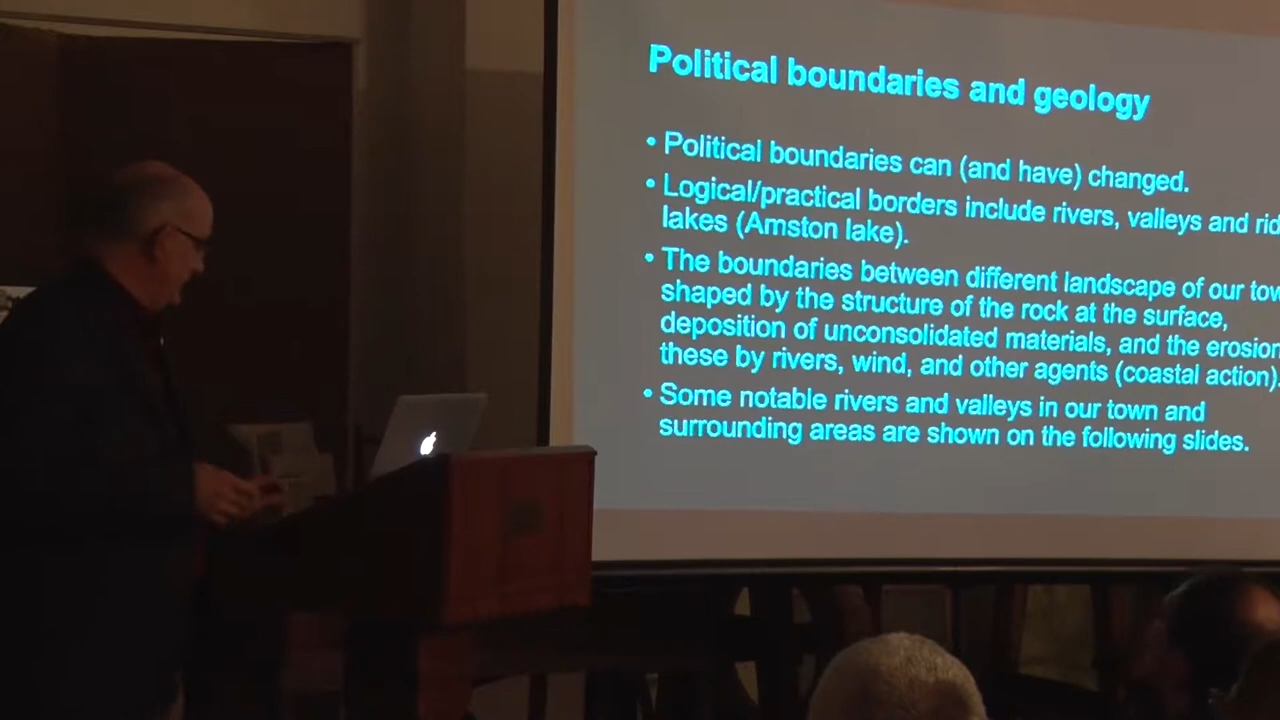 Political boundaries and geology
• Political boundaries can (and have) changed.
• Logical/practical borders include rivers, valleys and rid
lakes (Amston lake).
• The boundaries between different landscape of our tow
shaped by the structure of the rock at the surface,
deposition of unconsolidated materials, and the erosion
these by rivers, wind, and other agents (coastal action).
• Some notable rivers and valleys in our town and
surrounding areas are shown on the following slides.